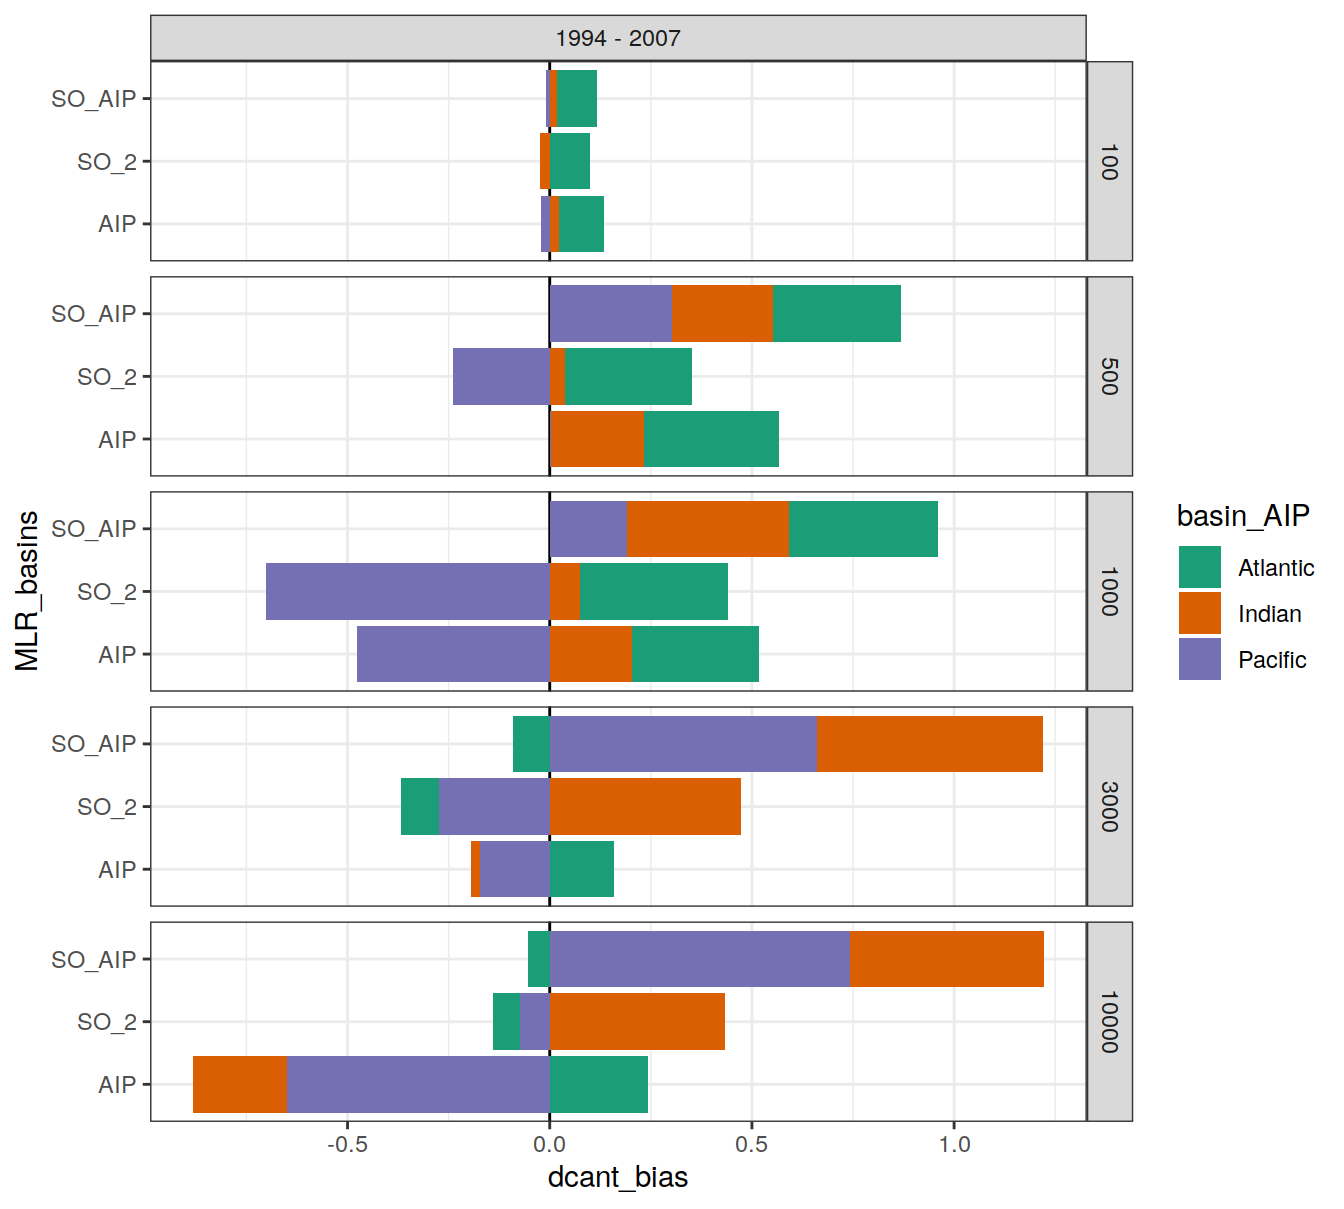 1994 - 2007
SO_AIP
SO_2
AIP
100
SO_AIP
SO_2
AIP
500
SO_AIP
SO_2
AIP
1000
SO_AIP
SO_2
AIP
3000
SO_AIP
SO_2
AIP
10000
-0.5
0.0
0.5
1.0
dcant_bias
MLR_basins
basin_AIP
Atlantic
Indian
Pacific